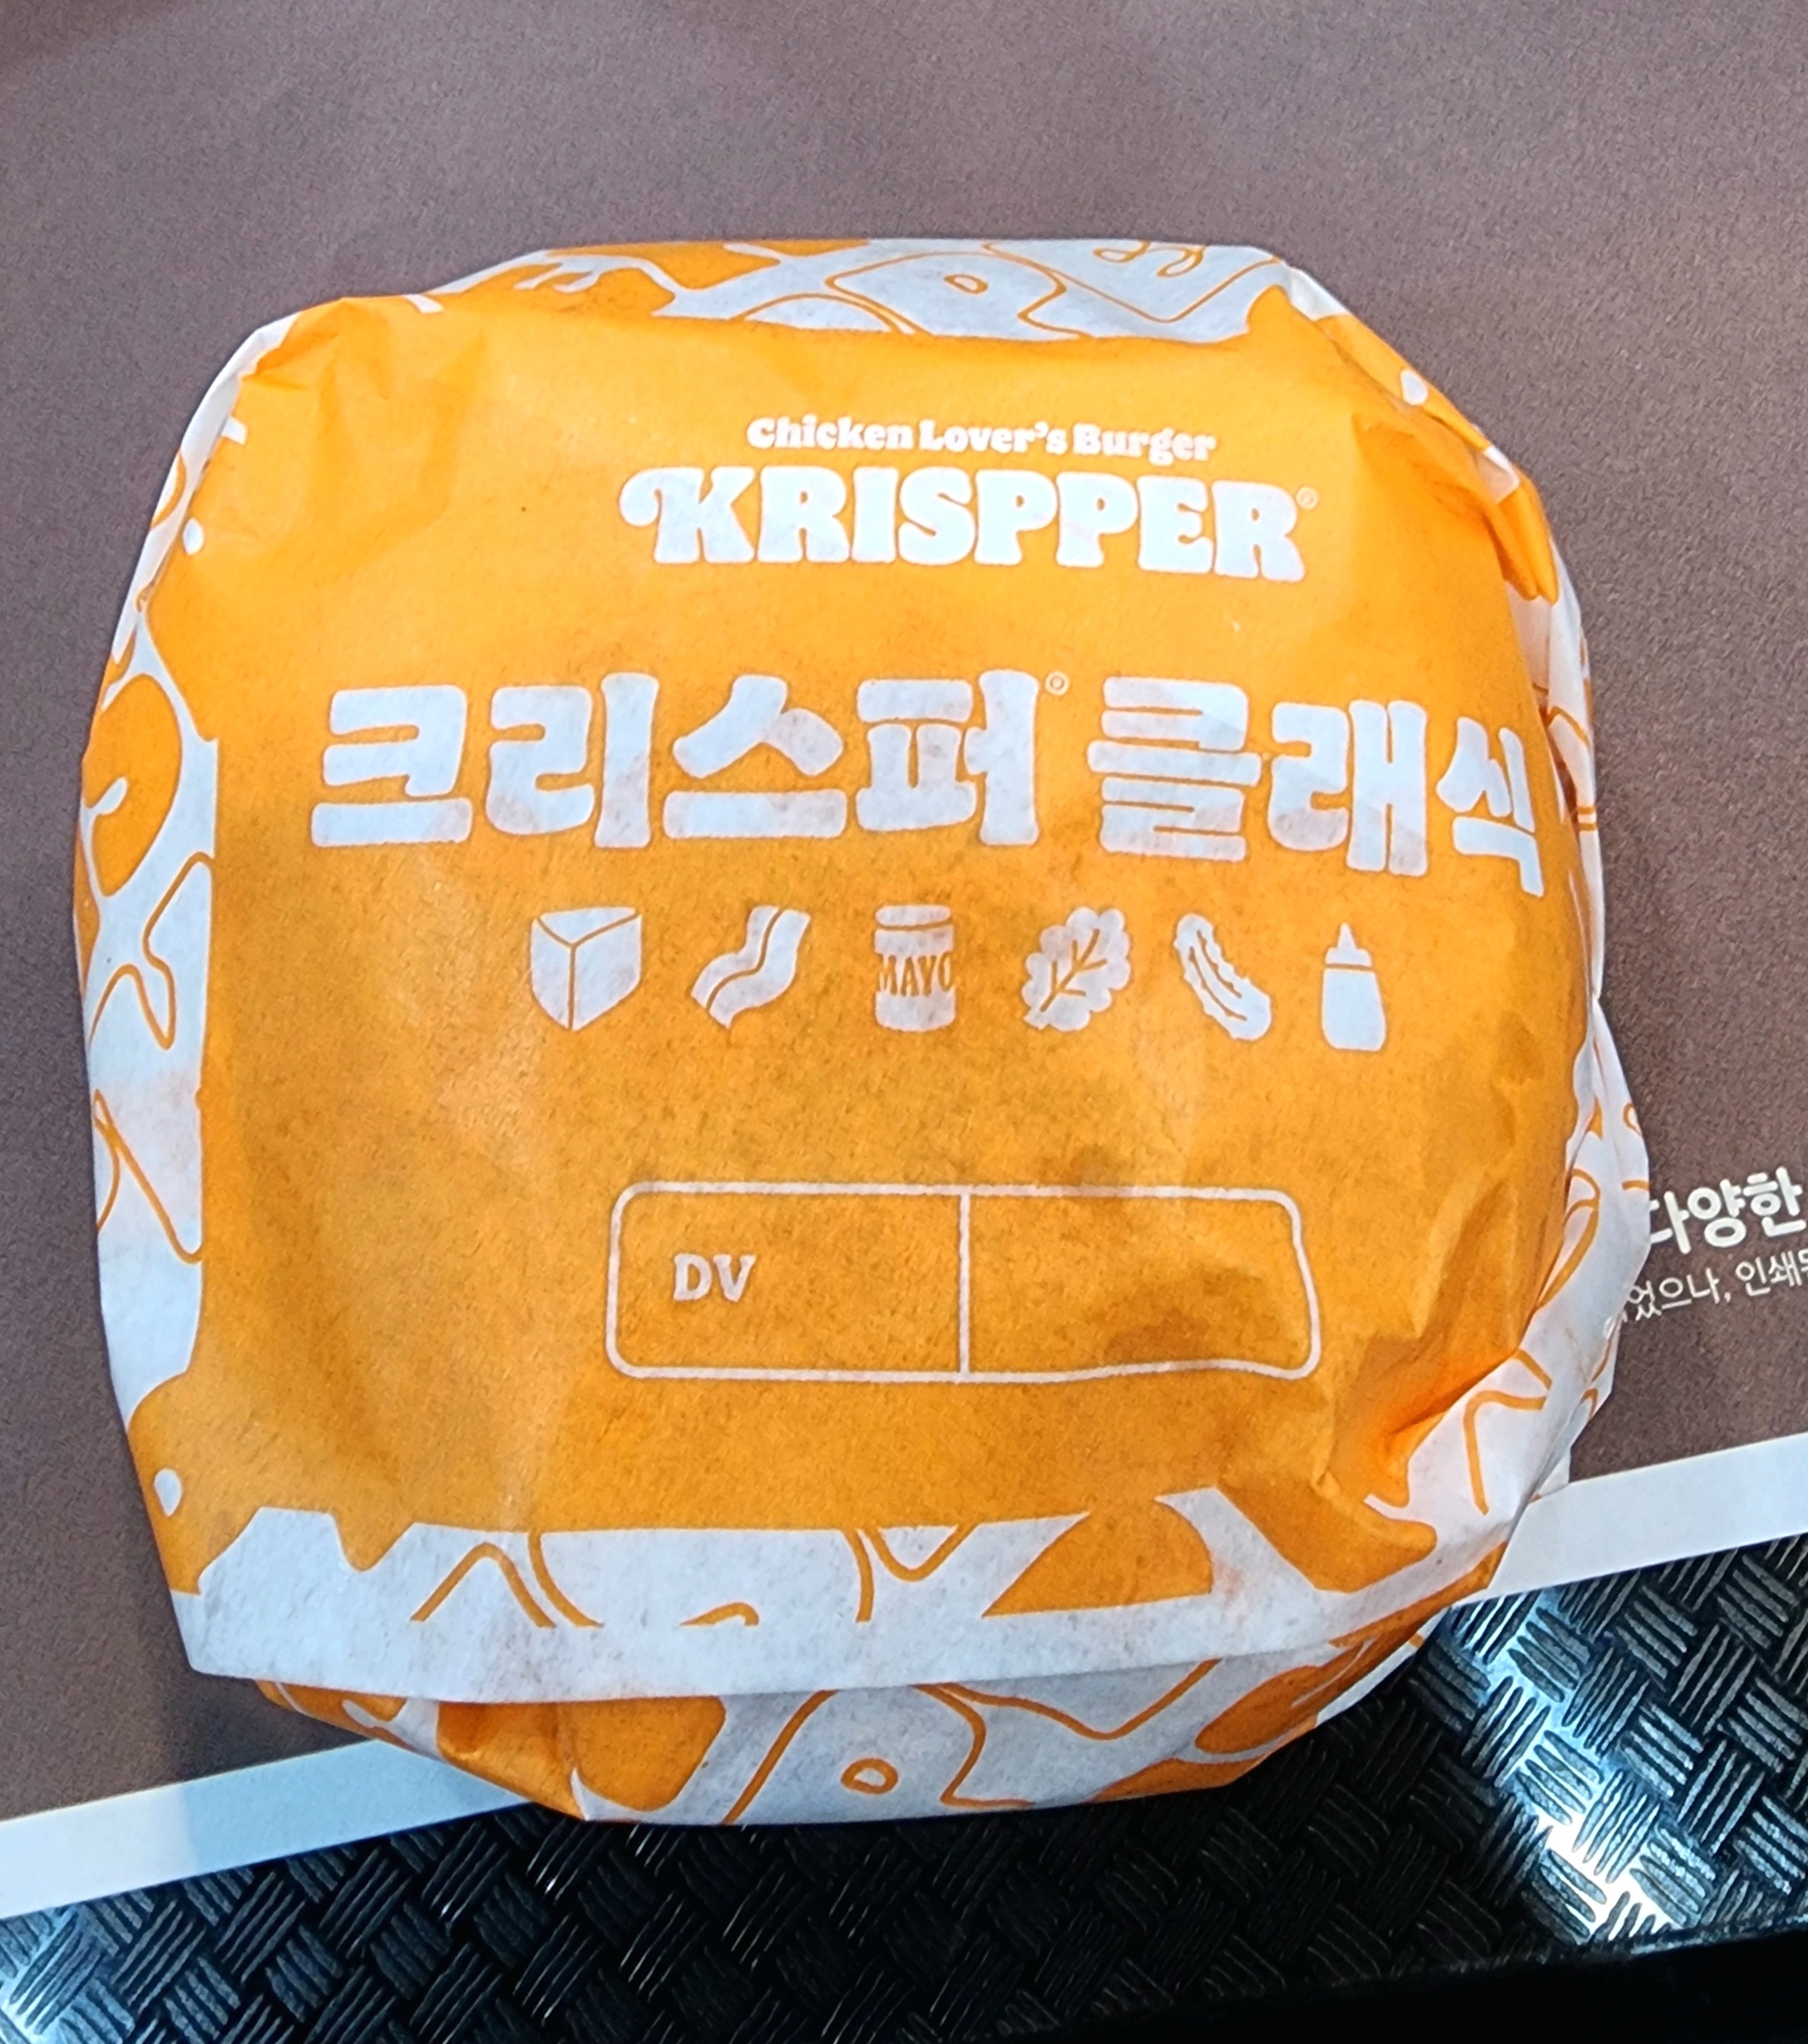 Chicken Lover's Burger
KRISPPER®
크리스퍼® 클래식
MAYO
DV
다양한
었으나, 인쇄